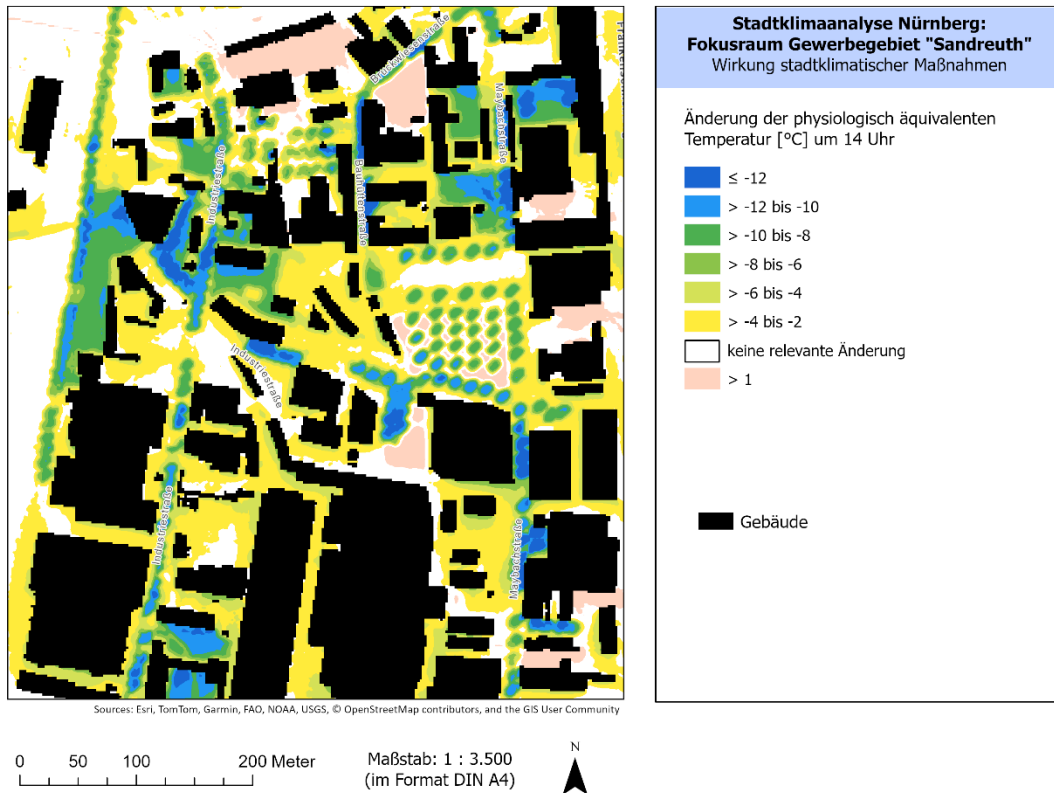 Frankenst
Druckwiesenstraße
Maybachstraße
Industriestraße
Bauhüttenstraße
Industriestraße
Industriestraße
Maybachstraße
Sources: Esri, TomTom, Garmin, FAO, NOAA, USGS, © OpenStreetMap contributors, and the GIS User Community
0 50 100 200 Meter
Maßstab: 1 : 3.500
(im Format DIN A4)
N
Stadtklimaanalyse Nürnberg:
Fokusraum Gewerbegebiet "Sandreuth"
Wirkung stadtklimatischer Maßnahmen
Änderung der physiologisch äquivalenten
Temperatur [°C] um 14 Uhr
≤ -12
> -12 bis -10
> -10 bis -8
> -8 bis -6
> -6 bis -4
> -4 bis -2
keine relevante Änderung
> 1
Gebäude